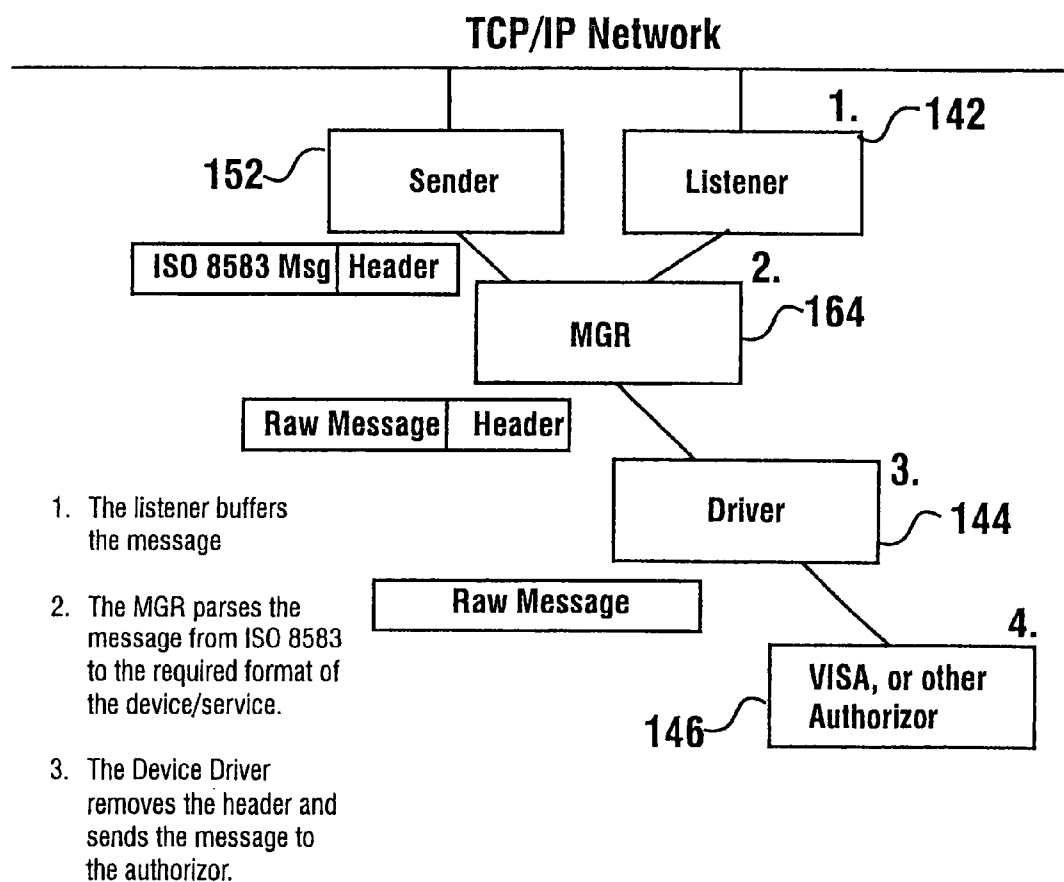 TCP/IP Network
1.
142
152
Sender
Listener
ISO 8583 Msg Header
2.
164
MGR
Raw Message Header
3.
Driver
144
1. The listener buffers
the message
Raw Message
2. The MGR parses the
message from ISO 8583
to the required format of
the device/service.
4.
VISA, or other
Authorizor
146
3. The Device Driver
removes the header and
sends the message to
the authorizor.